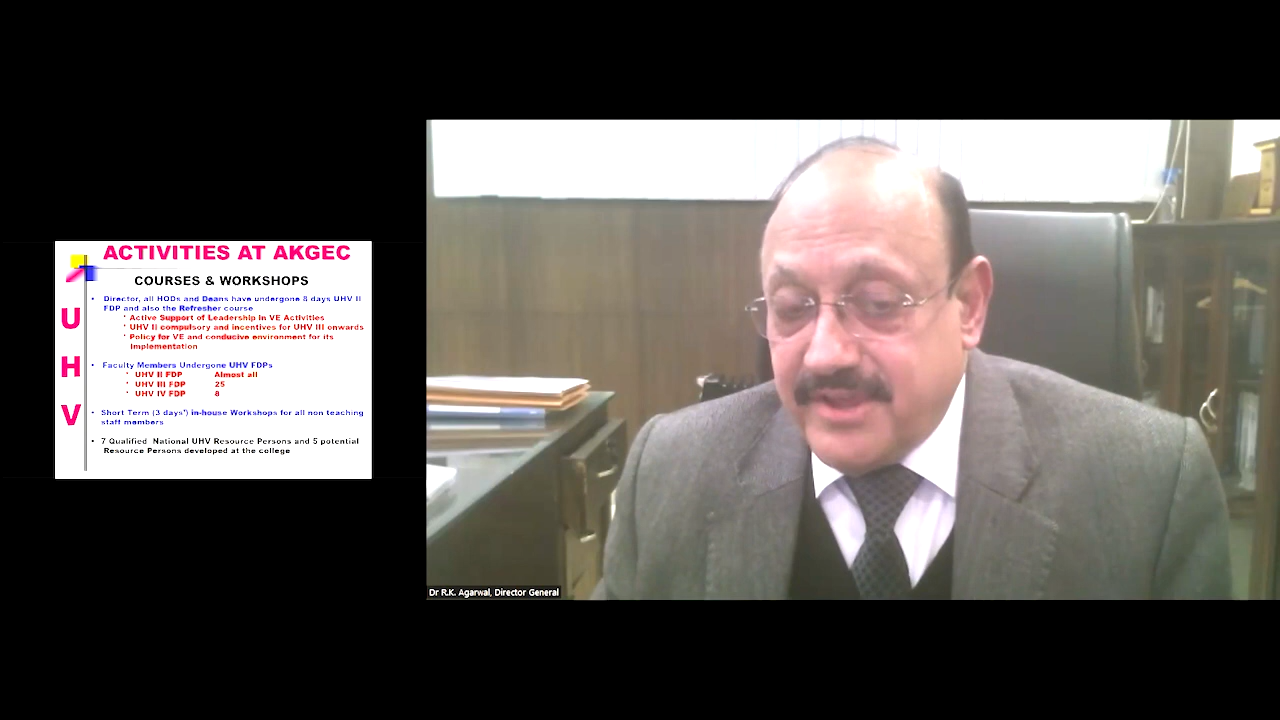 ACTIVITIES AT AKGEC
COURSES & WORKSHOPS
U
H
V
• Director, all HODs and Deans have undergone 8 days UHV II
FDP and also the Refresher course
* Active Support of Leadership in VE Activities
* UHV II compulsory and incentives for UHV III onwards
* Policy for VE and conducive environment for its
implementation
• Faculty Members Undergone UHV FDPs
* UHV II FDP Almost all
* UHV III FDP 25
* UHV IV FDP 8
• Short Term (3 days') in-house Workshops for all non teaching
staff members
• 7 Qualified National UHV Resource Persons and 5 potential
Resource Persons developed at the college
Dr R.K. Agarwal, Director General